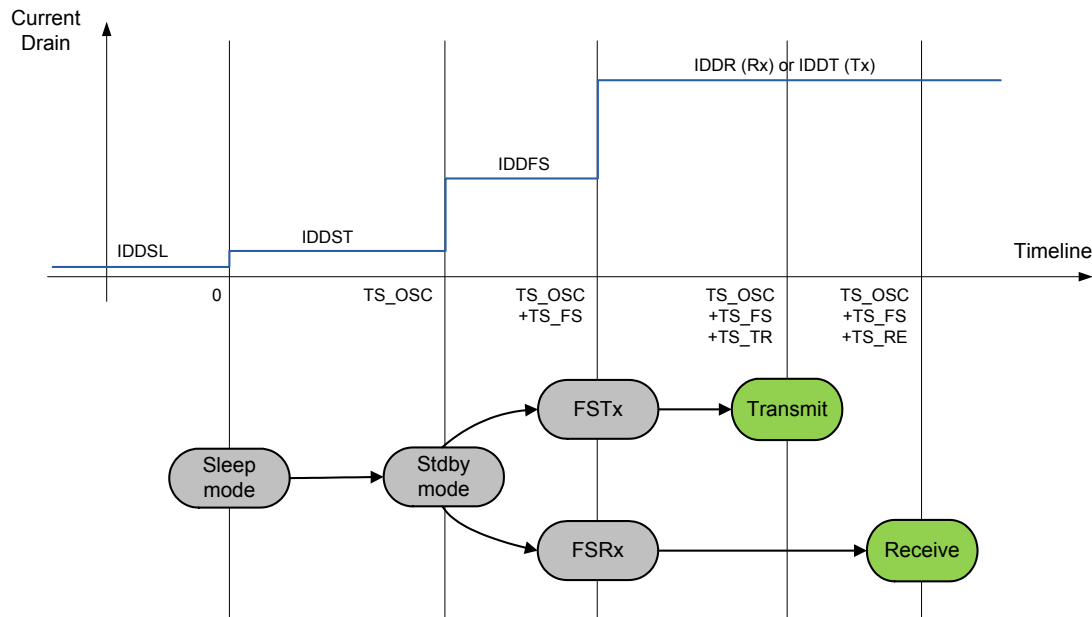 Current
Drain
IDDR (Rx) or IDDT (Tx)
IDDFS
IDDST
IDDSL
Timeline
0
TS_OSC
TS_OSC
+TS_FS
TS_OSC
+TS_FS
+TS_TR
TS_OSC
+TS_FS
+TS_RE
FSTx
Transmit
Sleep
mode
Stdby
mode
FSRx
Receive